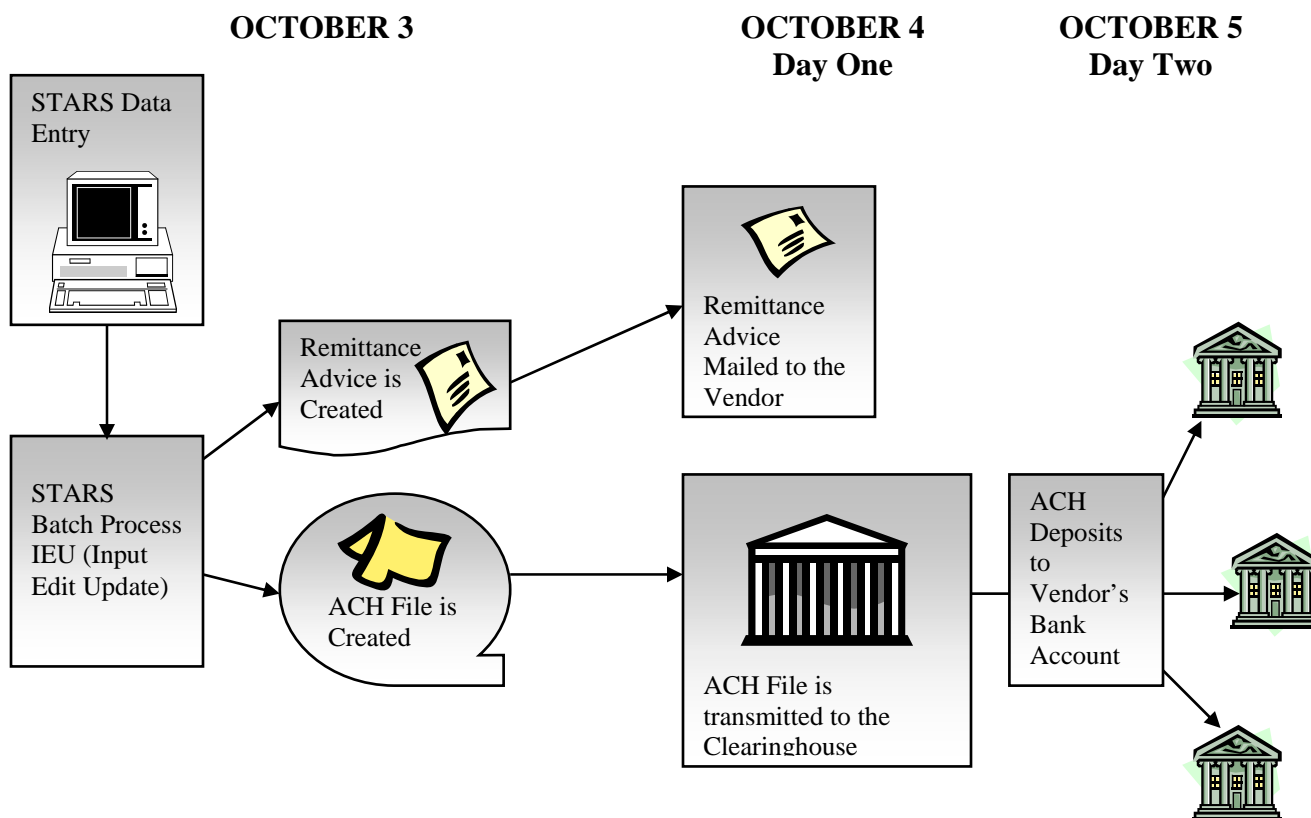 OCTOBER 3
OCTOBER 4
Day One
OCTOBER 5
Day Two
STARS Data
Entry
Remittance
Advice is
Created
Remittance
Advice
Mailed to the
Vendor
STARS
Batch Process
IEU (Input
Edit Update)
ACH File is
Created
ACH File is
transmitted to the
Clearinghouse
ACH
Deposits
to
Vendor’s
Bank
Account